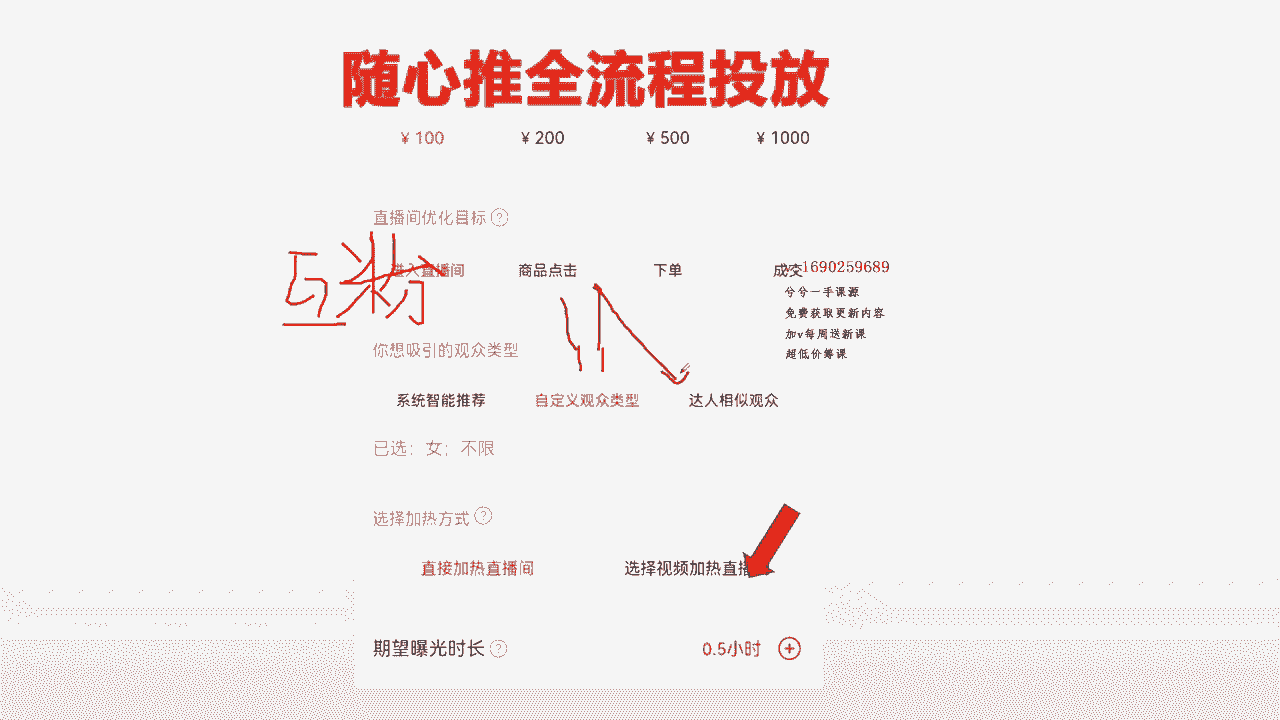 随心推全流程投放
¥ 100 ¥ 200 ¥ 500 ¥ 1000
直播间优化目标 ?
进入直播间 商品点击 下单 成交
1690259689
兮兮一手课源
免费获取更新内容
加v每周送新课
超低价筹课
互粉
你想吸引的观众类型
系统智能推荐 自定义观众类型 达人相似观众
已选：女；不限
选择加热方式 ?
直接加热直播间 选择视频加热直播
期望曝光时长 ? 0.5小时 +